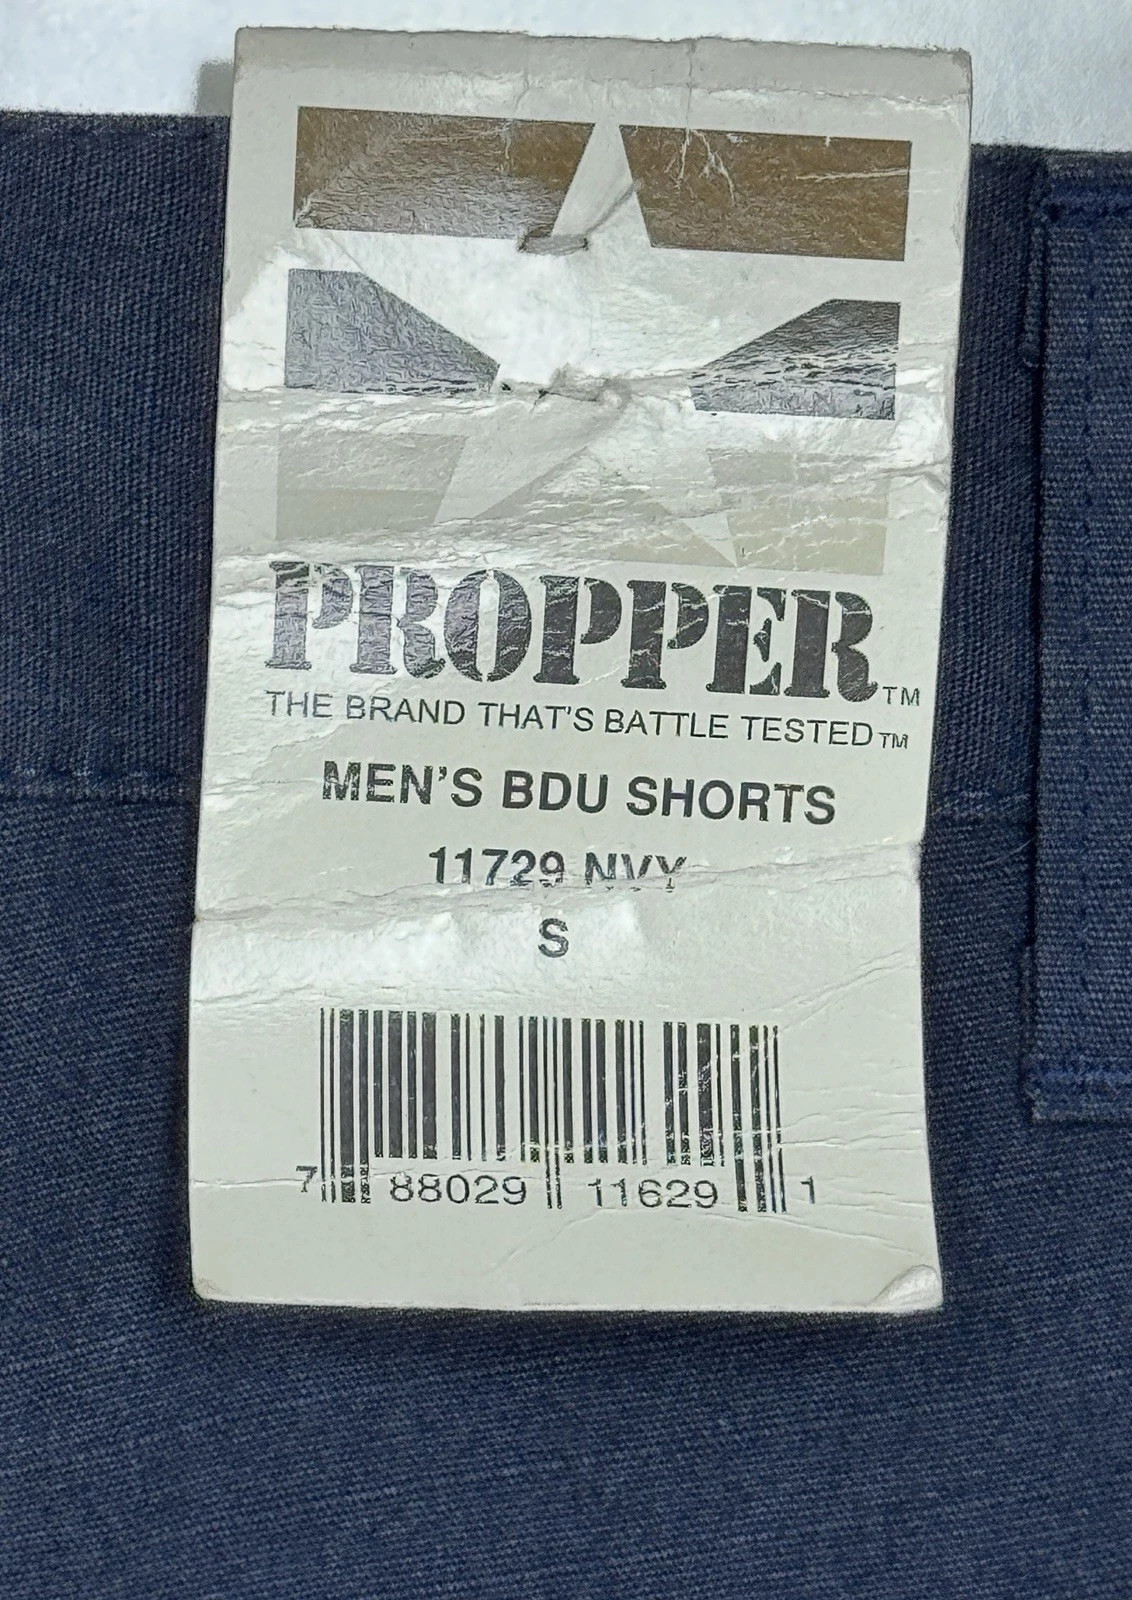 PROPPER™
THE BRAND THAT'S BATTLE TESTED™
MEN'S BDU SHORTS
11729 NVY
S
7 88029 11629 1